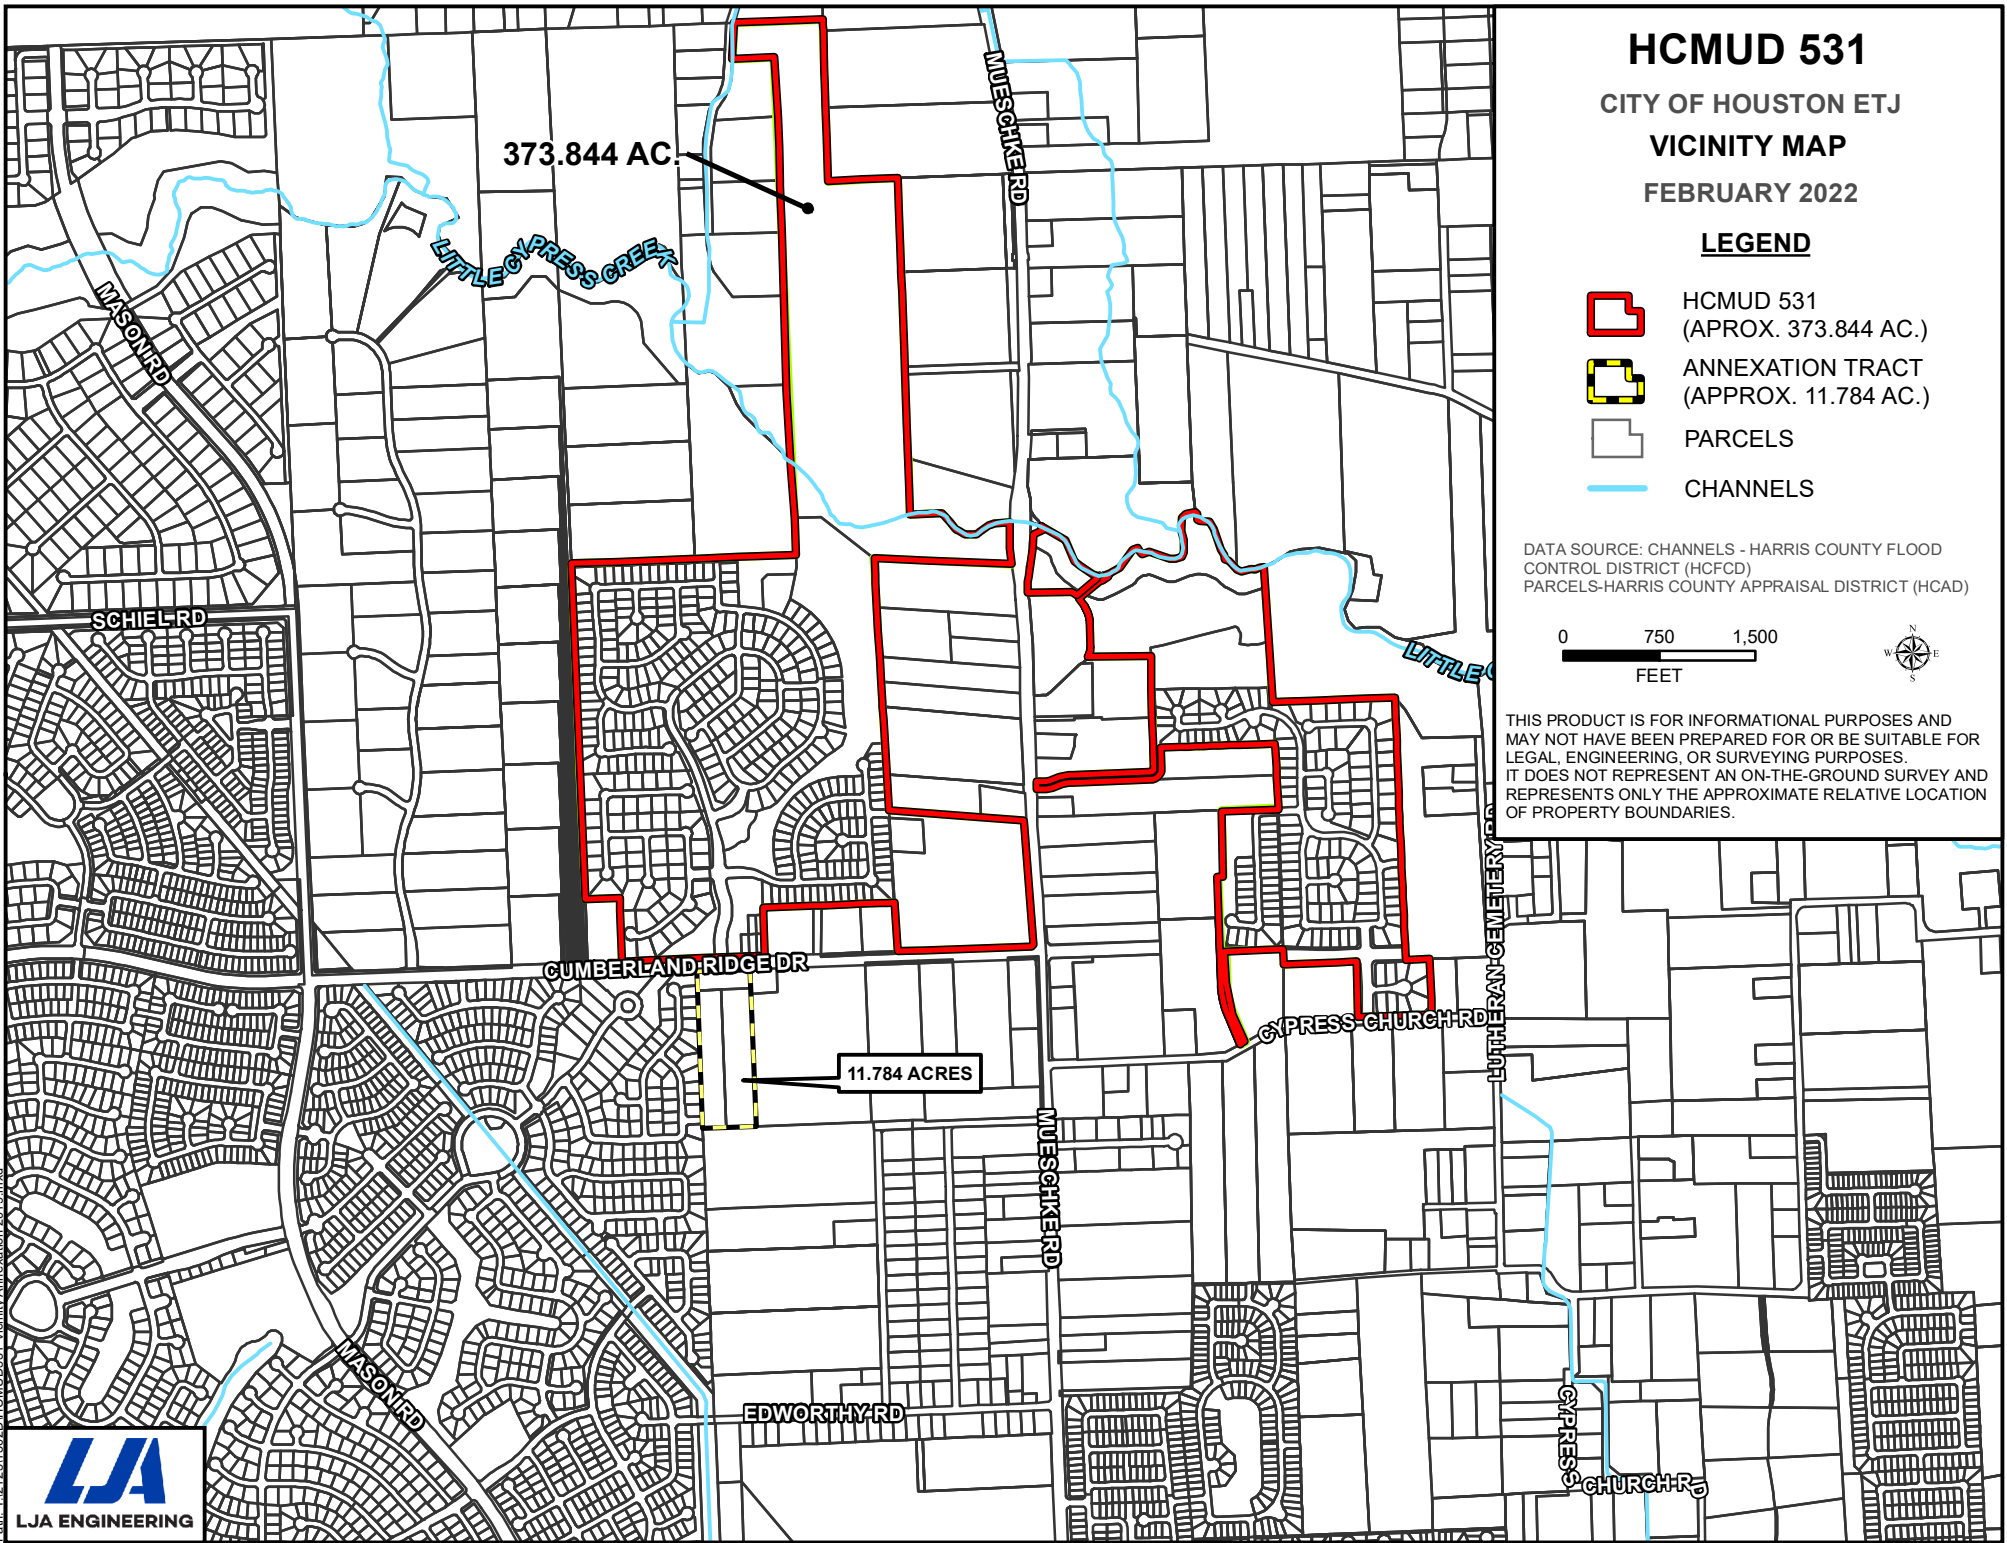 HCMUD 531
CITY OF HOUSTON ETJ
VICINITY MAP
FEBRUARY 2022
LEGEND
HCMUD 531
(APROX. 373.844 AC.)
ANNEXATION TRACT
(APPROX. 11.784 AC.)
PARCELS
CHANNELS
DATA SOURCE: CHANNELS - HARRIS COUNTY FLOOD
CONTROL DISTRICT (HCFCD)
PARCELS-HARRIS COUNTY APPRAISAL DISTRICT (HCAD)
0 750 1,500
FEET
N
W E
S
THIS PRODUCT IS FOR INFORMATIONAL PURPOSES AND
MAY NOT HAVE BEEN PREPARED FOR OR BE SUITABLE FOR
LEGAL, ENGINEERING, OR SURVEYING PURPOSES.
IT DOES NOT REPRESENT AN ON-THE-GROUND SURVEY AND
REPRESENTS ONLY THE APPROXIMATE RELATIVE LOCATION
OF PROPERTY BOUNDARIES.
373.844 AC.
MUESCHKE RD
LITTLE CYPRESS CREEK
MASON RD
SCHIEL RD
LITTLE C
CUMBERLAND RIDGE DR
LUTHERAN CEMETERY RD
CYPRESS CHURCH RD
11.784 ACRES
MUESCHKE RD
MASON RD
EDWORTHY RD
CYPRESS CHURCH RD
LJA
LJA ENGINEERING